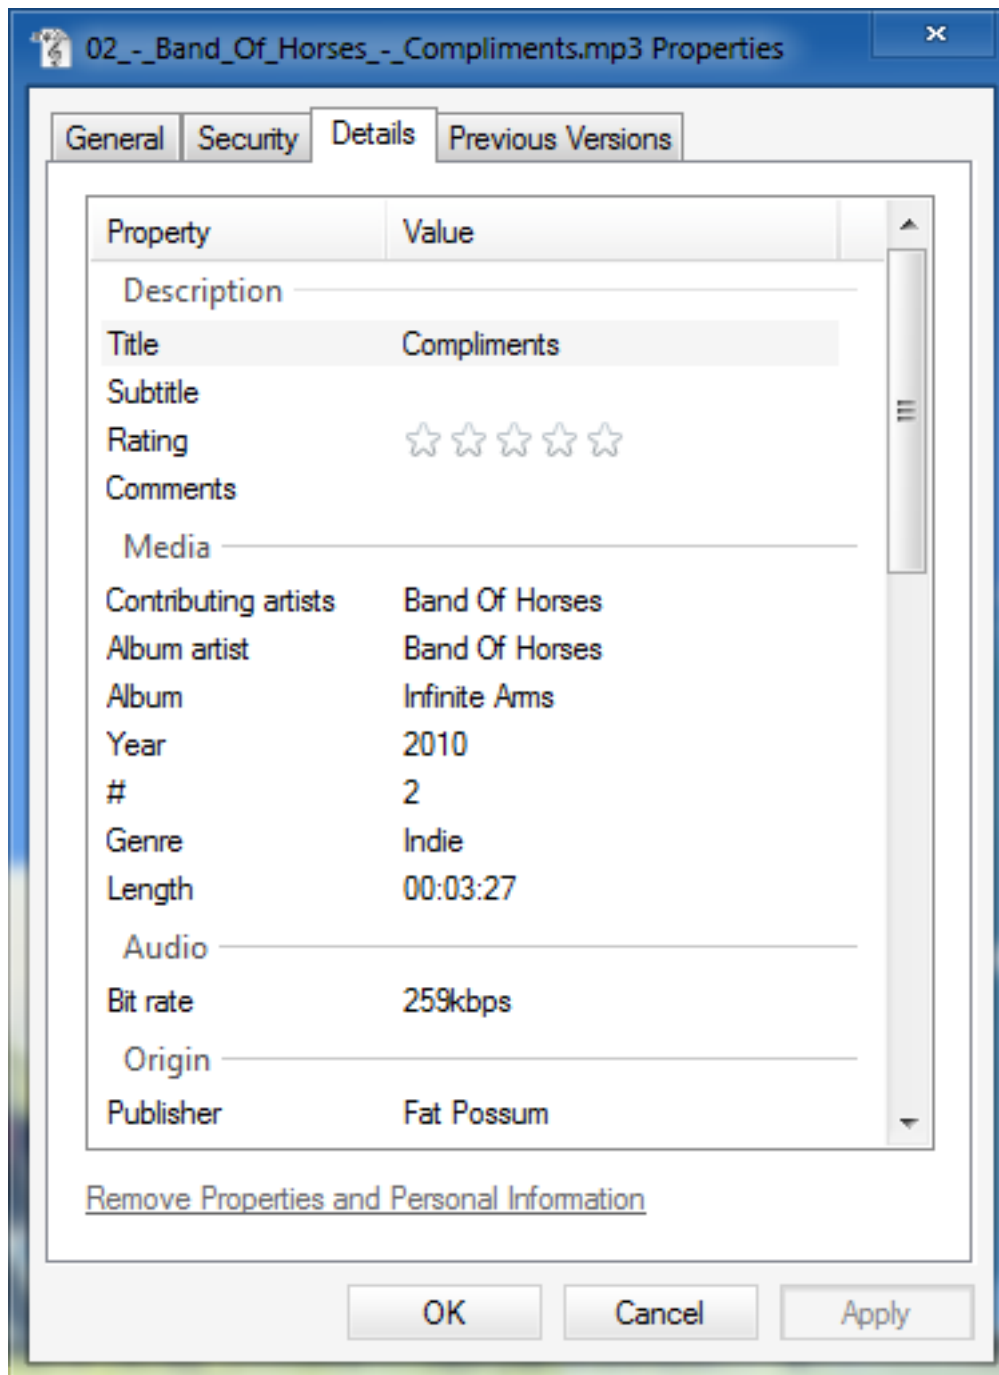 02_-_Band_Of_Horses_-_Compliments.mp3 Properties
General Security Details Previous Versions
Property Value
Description
Title Compliments
Subtitle
Rating
Comments
Media
Contributing artists Band Of Horses
Album artist Band Of Horses
Album Infinite Arms
Year 2010
# 2
Genre Indie
Length 00:03:27
Audio
Bit rate 259kbps
Origin
Publisher Fat Possum
Remove Properties and Personal Information
OK Cancel Apply